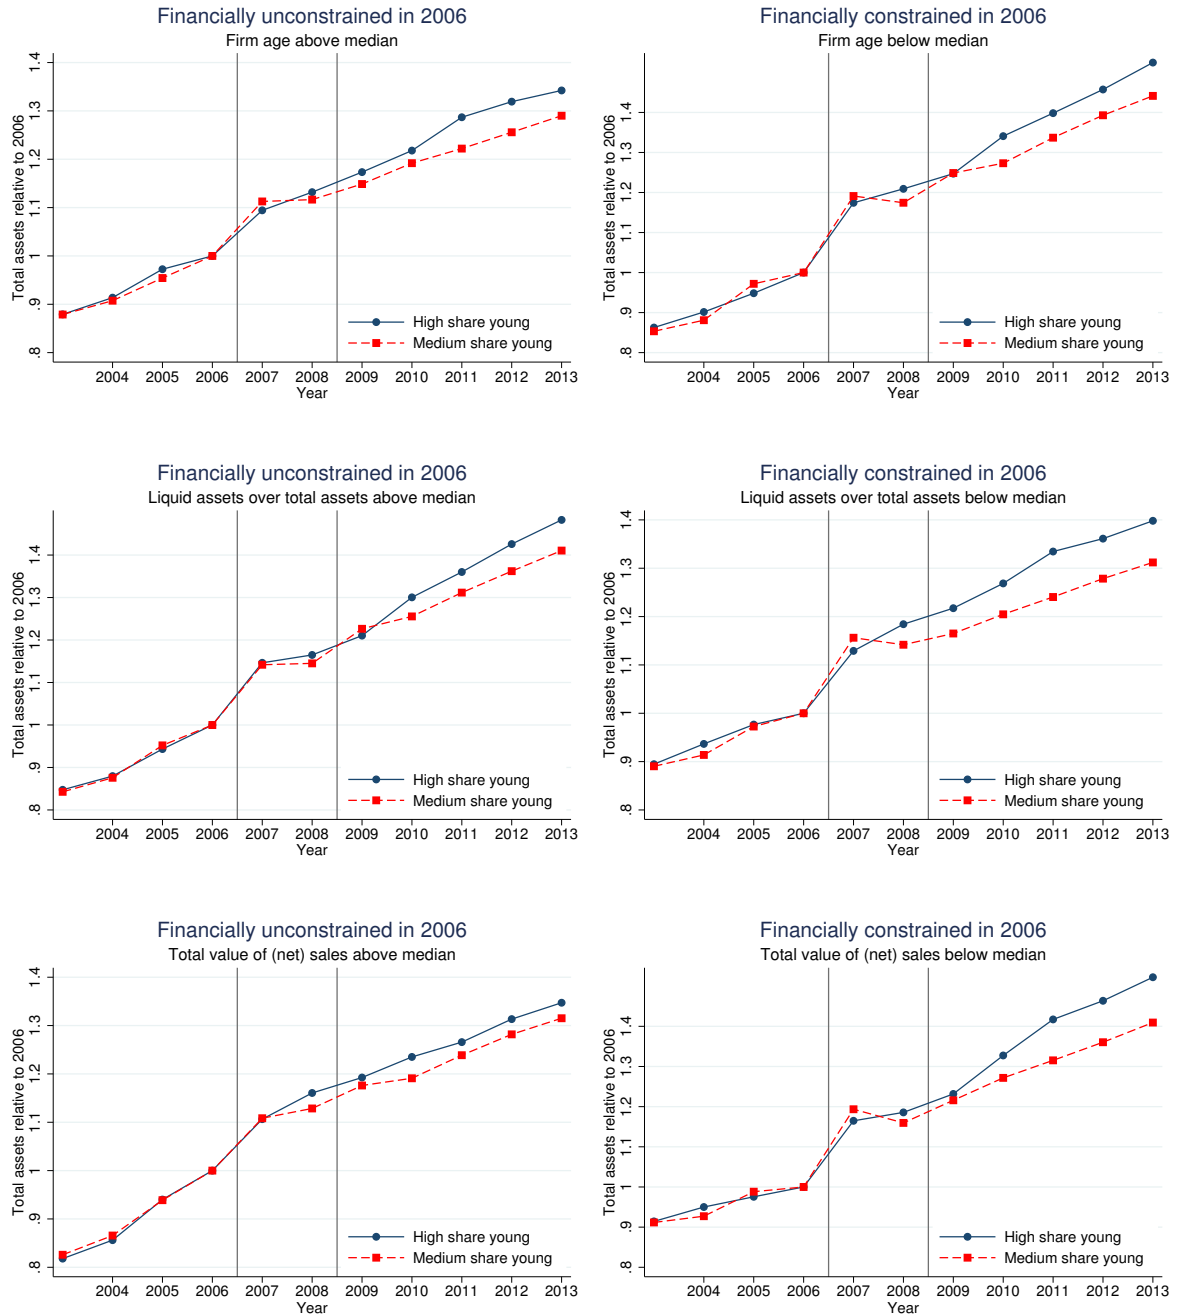 Financially unconstrained in 2006
Firm age above median
Total assets relative to 2006
1.4
1.3
1.2
1.1
1
.9
.8
High share young
Medium share young
2004 2005 2006 2007 2008 2009 2010 2011 2012 2013
Year
Financially constrained in 2006
Firm age below median
Total assets relative to 2006
1.4
1.3
1.2
1.1
1
.9
.8
High share young
Medium share young
2004 2005 2006 2007 2008 2009 2010 2011 2012 2013
Year
Financially unconstrained in 2006
Liquid assets over total assets above median
Total assets relative to 2006
1.4
1.3
1.2
1.1
1
.9
.8
High share young
Medium share young
2004 2005 2006 2007 2008 2009 2010 2011 2012 2013
Year
Financially constrained in 2006
Liquid assets over total assets below median
Total assets relative to 2006
1.4
1.3
1.2
1.1
1
.9
.8
High share young
Medium share young
2004 2005 2006 2007 2008 2009 2010 2011 2012 2013
Year
Financially unconstrained in 2006
Total value of (net) sales above median
Total assets relative to 2006
1.4
1.3
1.2
1.1
1
.9
.8
High share young
Medium share young
2004 2005 2006 2007 2008 2009 2010 2011 2012 2013
Year
Financially constrained in 2006
Total value of (net) sales below median
Total assets relative to 2006
1.4
1.3
1.2
1.1
1
.9
.8
High share young
Medium share young
2004 2005 2006 2007 2008 2009 2010 2011 2012 2013
Year